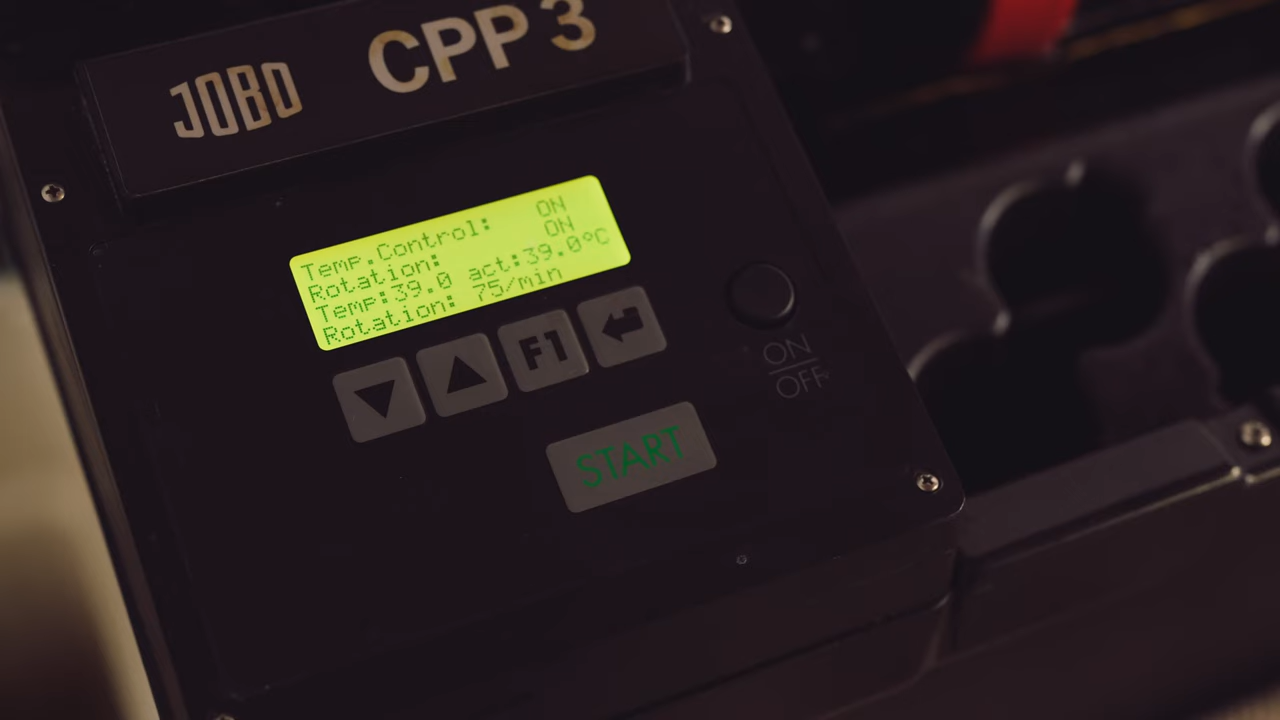 JOBO CPP 3
Temp.Control: ON
Rotation: ON
Temp:39.0 act:39.0°C
Rotation: 75/min
F1
START
ON
OFF